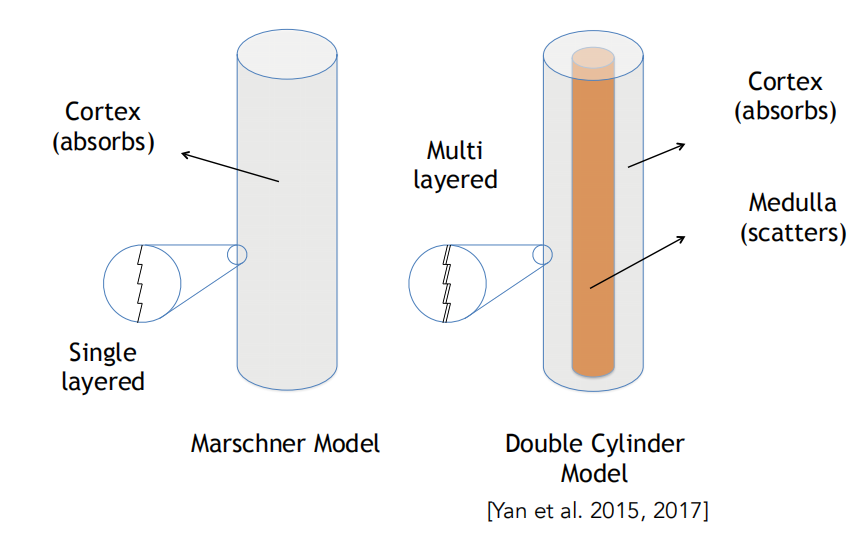 Cortex
(absorbs)
Single
layered
Marschner Model
Multi
layered
Cortex
(absorbs)
Medulla
(scatters)
Double Cylinder
Model
[Yan et al. 2015, 2017]